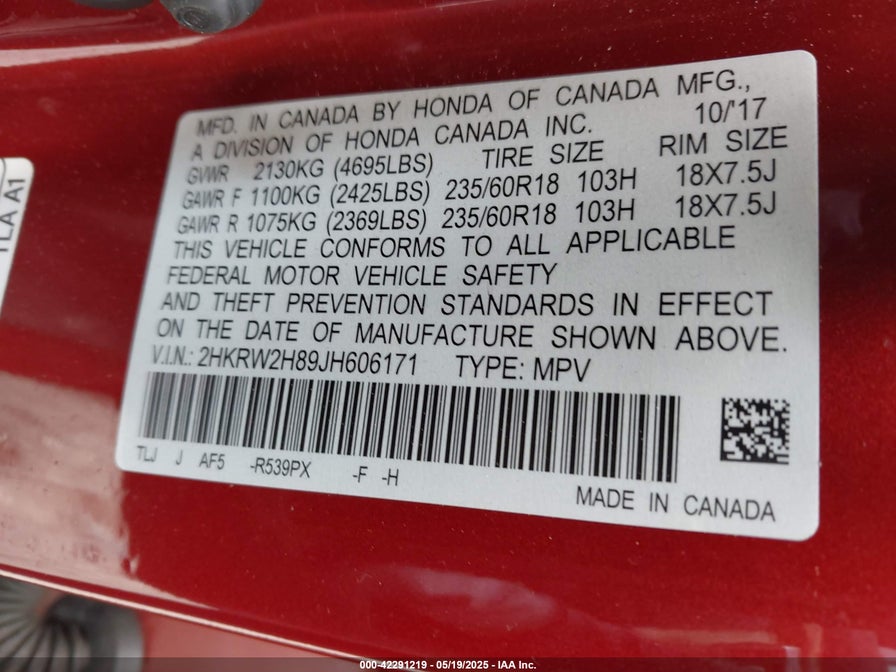 MFD. IN CANADA BY HONDA OF CANADA MFG.,
A DIVISION OF HONDA CANADA INC. 10/'17
GVWR 2130KG (4695LBS) TIRE SIZE RIM SIZE
GAWR F 1100KG (2425LBS) 235/60R18 103H 18X7.5J
GAWR R 1075KG (2369LBS) 235/60R18 103H 18X7.5J
THIS VEHICLE CONFORMS TO ALL APPLICABLE
FEDERAL MOTOR VEHICLE SAFETY
AND THEFT PREVENTION STANDARDS IN EFFECT
ON THE DATE OF MANUFACTURE SHOWN ABOVE.
V.I.N.: 2HKRW2H89JH606171 TYPE: MPV
TLJ J AF5 -R539PX -F -H
MADE IN CANADA
TLA A1
000-42291219 - 05/19/2025 - IAA Inc.